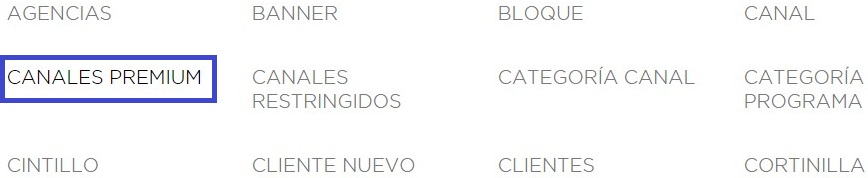 AGENCIAS
BANNER
BLOQUE
CANAL
CANALES PREMIUM
CANALES
RESTRINGIDOS
CATEGORÍA CANAL
CATEGORÍA
PROGRAMA
CINTILLO
CLIENTE NUEVO
CLIENTES
CORTINILLA